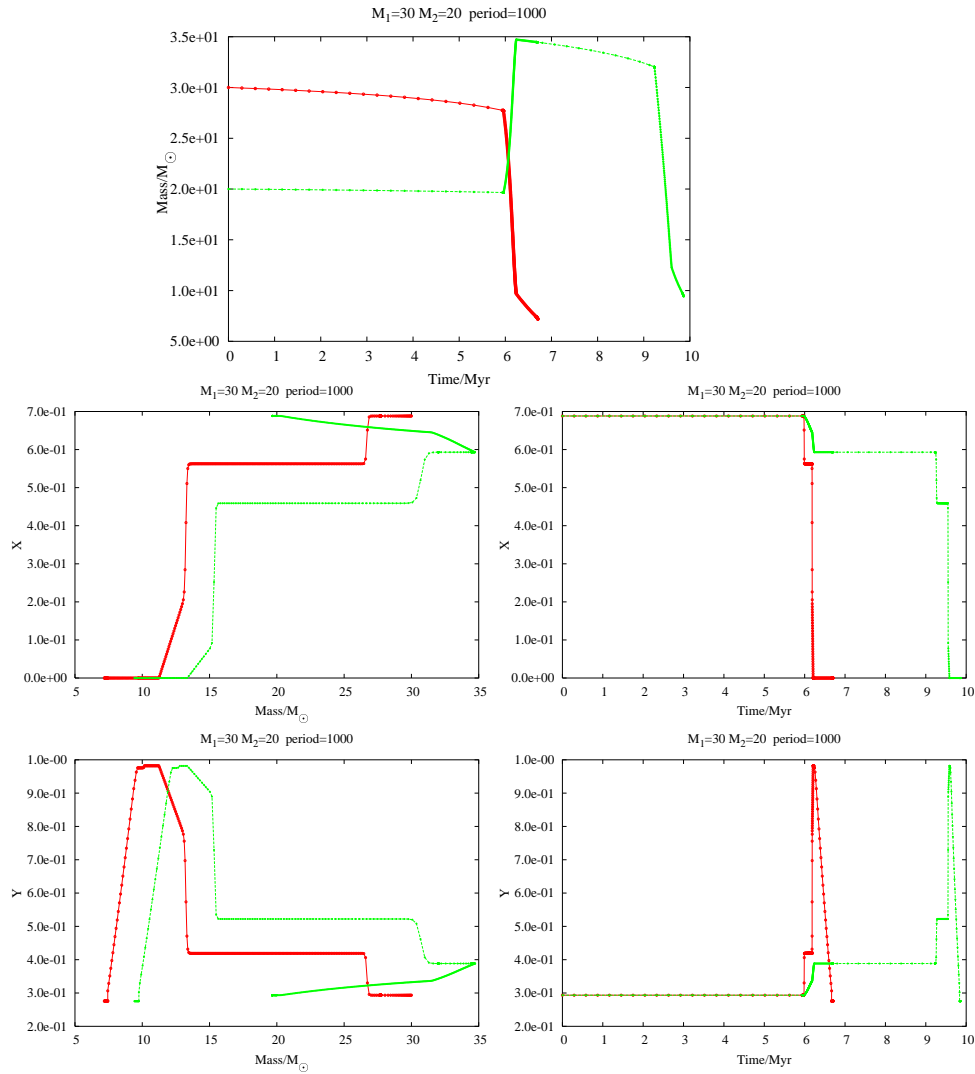 M₁=30 M₂=20 period=1000
3.5e+01
3.0e+01
2.5e+01
2.0e+01
1.5e+01
1.0e+01
5.0e+00
Mass/M☉
0 1 2 3 4 5 6 7 8 9 10
Time/Myr
M₁=30 M₂=20 period=1000
7.0e-01
6.0e-01
5.0e-01
4.0e-01
3.0e-01
2.0e-01
1.0e-01
0.0e+00
X
5 10 15 20 25 30 35
Mass/M☉
M₁=30 M₂=20 period=1000
7.0e-01
6.0e-01
5.0e-01
4.0e-01
3.0e-01
2.0e-01
1.0e-01
0.0e+00
X
0 1 2 3 4 5 6 7 8 9 10
Time/Myr
M₁=30 M₂=20 period=1000
1.0e-00
9.0e-01
8.0e-01
7.0e-01
6.0e-01
5.0e-01
4.0e-01
3.0e-01
2.0e-01
Y
5 10 15 20 25 30 35
Mass/M☉
M₁=30 M₂=20 period=1000
1.0e-00
9.0e-01
8.0e-01
7.0e-01
6.0e-01
5.0e-01
4.0e-01
3.0e-01
2.0e-01
Y
0 1 2 3 4 5 6 7 8 9 10
Time/Myr